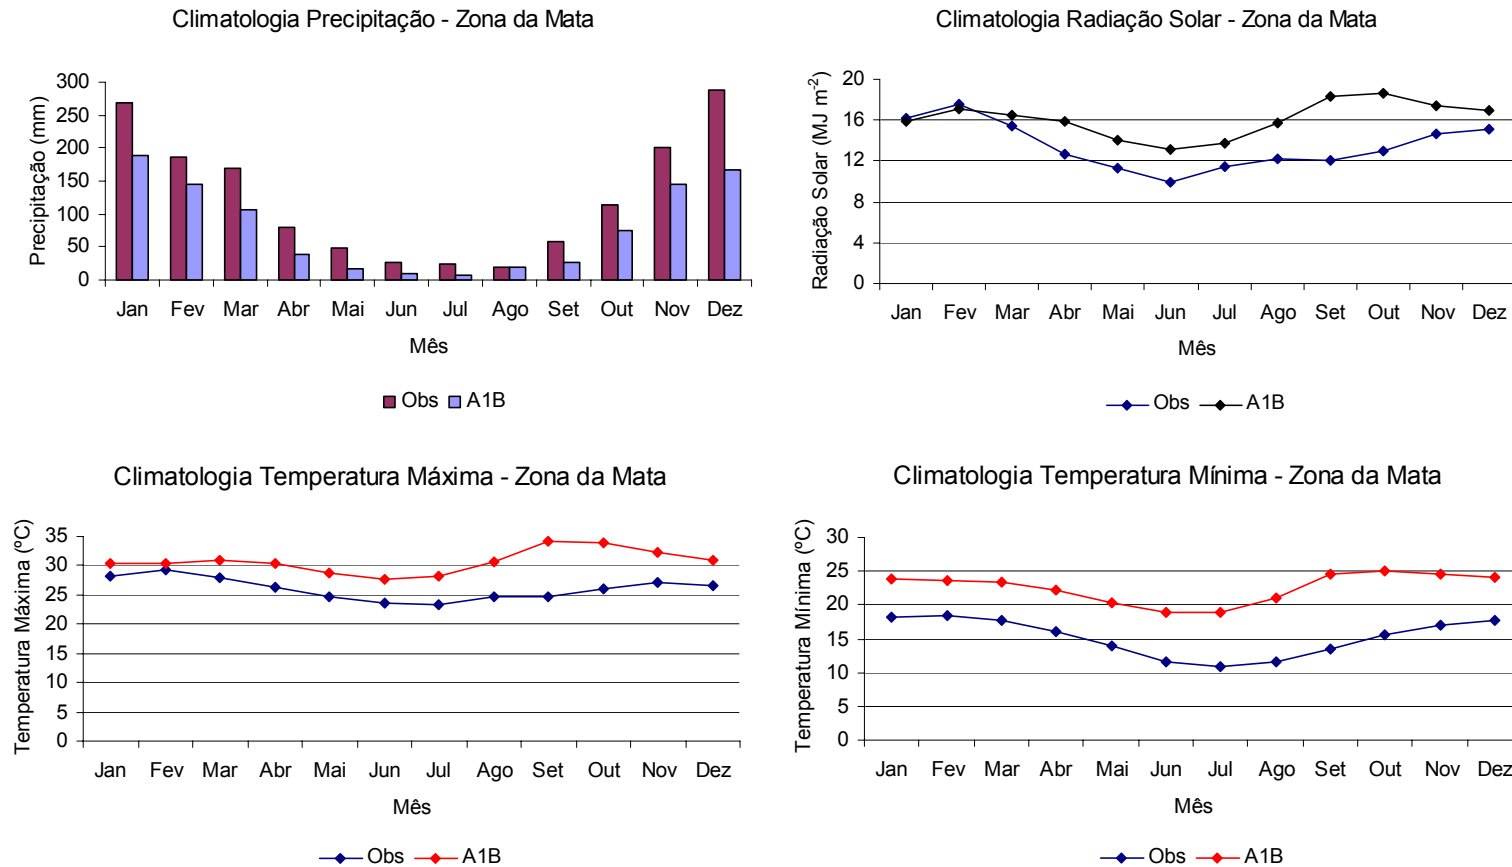 Climatologia Precipitação - Zona da Mata
Precipitação (mm)
300
250
200
150
100
50
0
Jan Fev Mar Abr Mai Jun Jul Ago Set Out Nov Dez
Mês
Obs A1B
Climatologia Radiação Solar - Zona da Mata
Radiação Solar (MJ m-2)
20
16
12
8
4
0
Jan Fev Mar Abr Mai Jun Jul Ago Set Out Nov Dez
Mês
Obs A1B
Climatologia Temperatura Máxima - Zona da Mata
Temperatura Máxima (ºC)
35
30
25
20
15
10
5
0
Jan Fev Mar Abr Mai Jun Jul Ago Set Out Nov Dez
Mês
Obs A1B
Climatologia Temperatura Mínima - Zona da Mata
Temperatura Mínima (ºC)
30
25
20
15
10
5
0
Jan Fev Mar Abr Mai Jun Jul Ago Set Out Nov Dez
Mês
Obs A1B